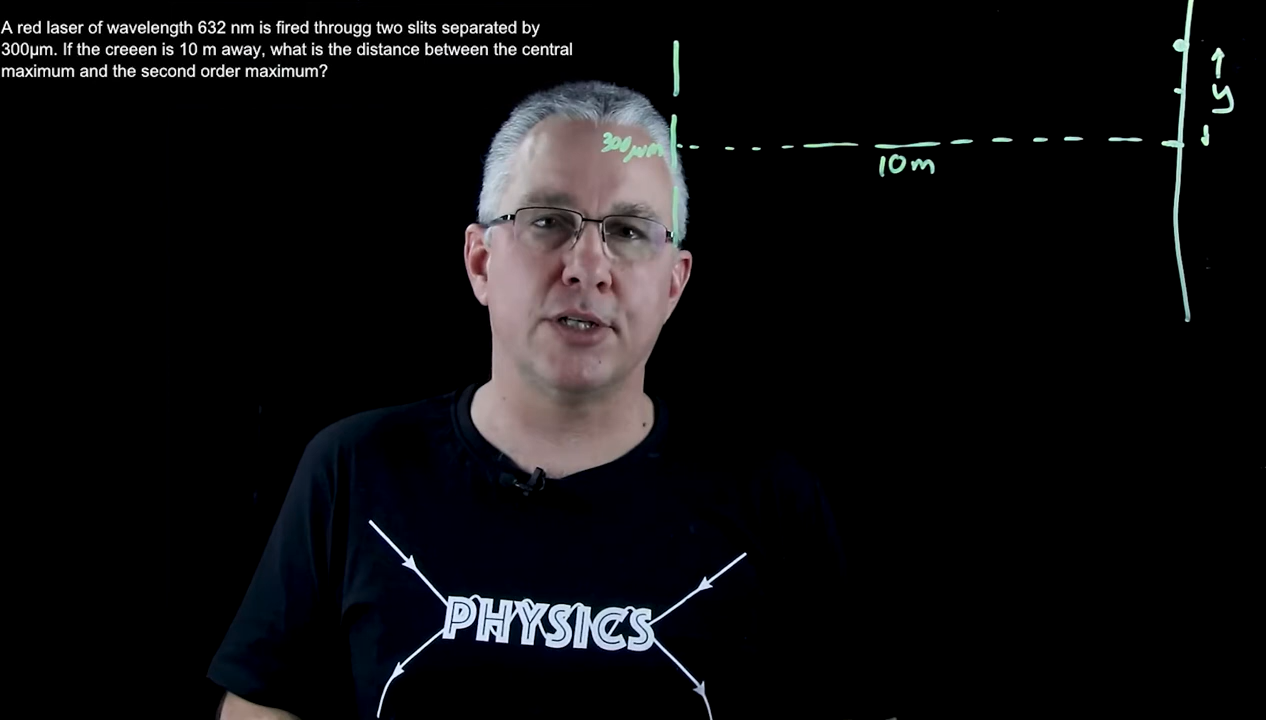 A red laser of wavelength 632 nm is fired througg two slits separated by
300µm. If the creeen is 10 m away, what is the distance between the central
maximum and the second order maximum?
y
300µm
10m
PHYSICS